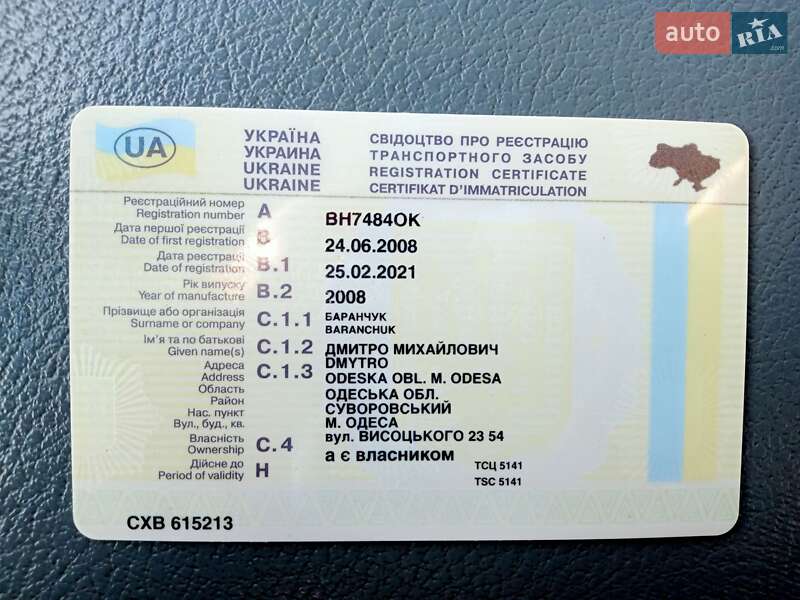 auto RIA .com
UA
УКРАЇНА
УКРАИНА
UKRAINE
UKRAINE
СВІДОЦТВО ПРО РЕЄСТРАЦІЮ
ТРАНСПОРТНОГО ЗАСОБУ
REGISTRATION CERTIFICATE
CERTIFIKAT D'IMMATRICULATION
Реєстраційний номер
Registration number A BH7484OK
Дата першої реєстрації
Date of first registration B 24.06.2008
Дата реєстрації
Date of registration B.1 25.02.2021
Рік випуску
Year of manufacture B.2 2008
Прізвище або організація
Surname or company C.1.1 БАРАНЧУК
BARANCHUK
Ім'я та по батькові
Given name(s) C.1.2 ДМИТРО МИХАЙЛОВИЧ
DMYTRO
Адреса
Address C.1.3 ODESKA OBL. M. ODESA
Область ОДЕСЬКА ОБЛ.
Район СУВОРОВСЬКИЙ
Нас. пункт М. ОДЕСА
Вул., буд., кв. вул. ВИСОЦЬКОГО 23 54
Власність
Ownership C.4 а є власником
Дійсне до
Period of validity H
ТСЦ 5141
TSC 5141
СХВ 615213